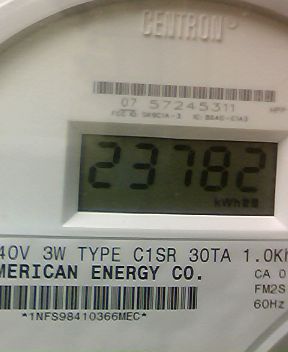 CENTRON®
07 57245311
23782
kWh
40V 3W TYPE C1SR 30TA 1.0Kh
MERICAN ENERGY CO.
CA 0
FM2S
60Hz
*1NFS98410366MEC*